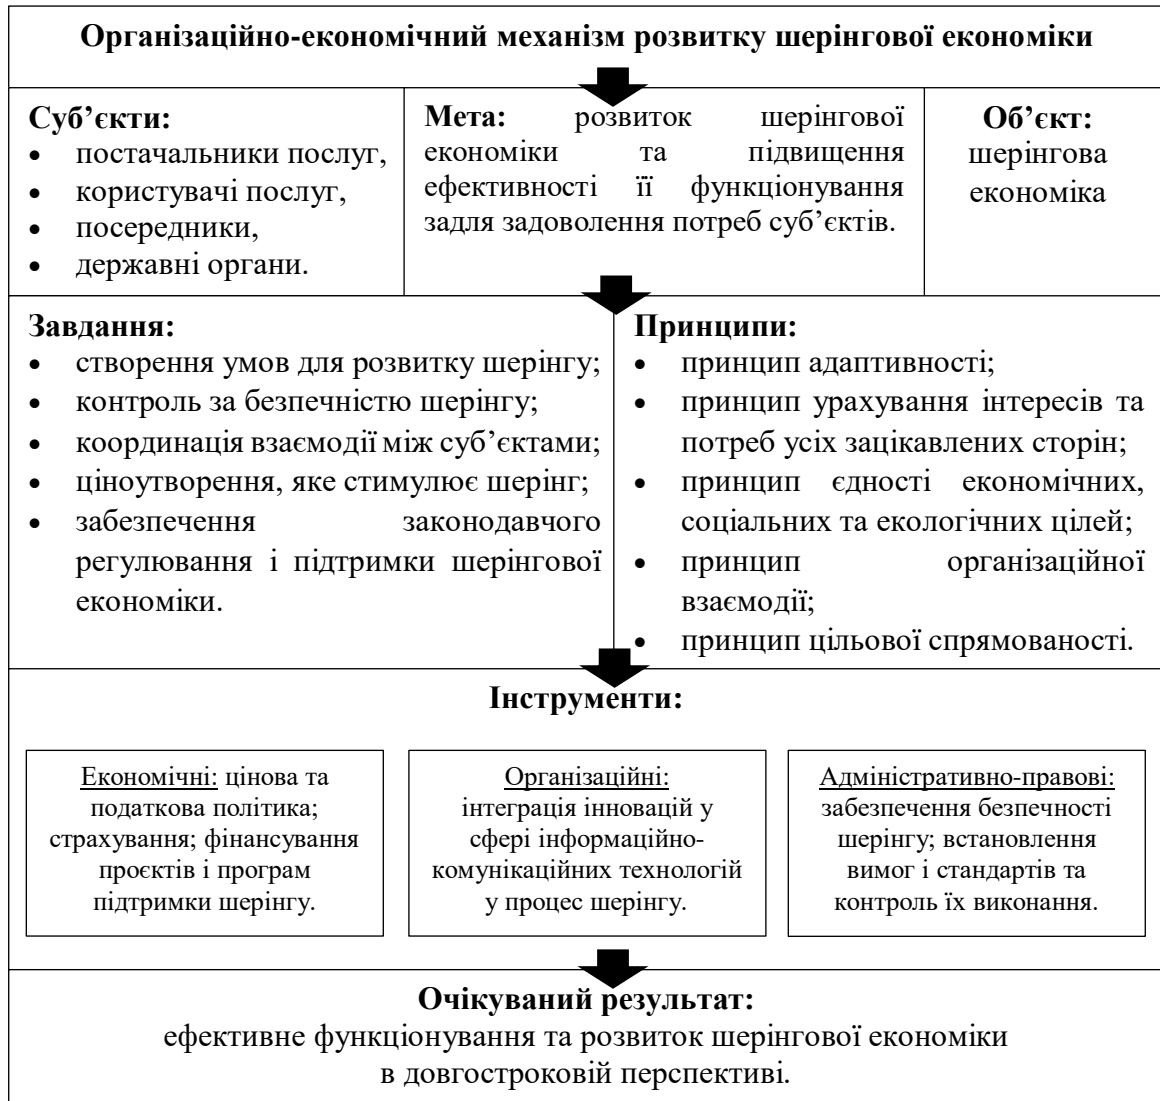 Організаційно-економічний механізм розвитку шерінгової економіки
Суб’єкти:
• постачальники послуг,
• користувачі послуг,
• посередники,
• державні органи.
Мета: розвиток шерінгової
економіки та підвищення
ефективності її функціонування
задля задоволення потреб суб’єктів.
Об’єкт:
шерінгова
економіка
Завдання:
• створення умов для розвитку шерінгу;
• контроль за безпечністю шерінгу;
• координація взаємодії між суб’єктами;
• ціноутворення, яке стимулює шерінг;
• забезпечення законодавчого
регулювання і підтримки шерінгової
економіки.
Принципи:
• принцип адаптивності;
• принцип урахування інтересів та
потреб усіх зацікавлених сторін;
• принцип єдності економічних,
соціальних та екологічних цілей;
• принцип організаційної
взаємодії;
• принцип цільової спрямованості.
Інструменти:
Економічні: цінова та
податкова політика;
страхування; фінансування
проєктів і програм
підтримки шерінгу.
Організаційні:
інтеграція інновацій у
сфері інформаційно-
комунікаційних технологій
у процес шерінгу.
Адміністративно-правові:
забезпечення безпечності
шерінгу; встановлення
вимог і стандартів та
контроль їх виконання.
Очікуваний результат:
ефективне функціонування та розвиток шерінгової економіки
в довгостроковій перспективі.